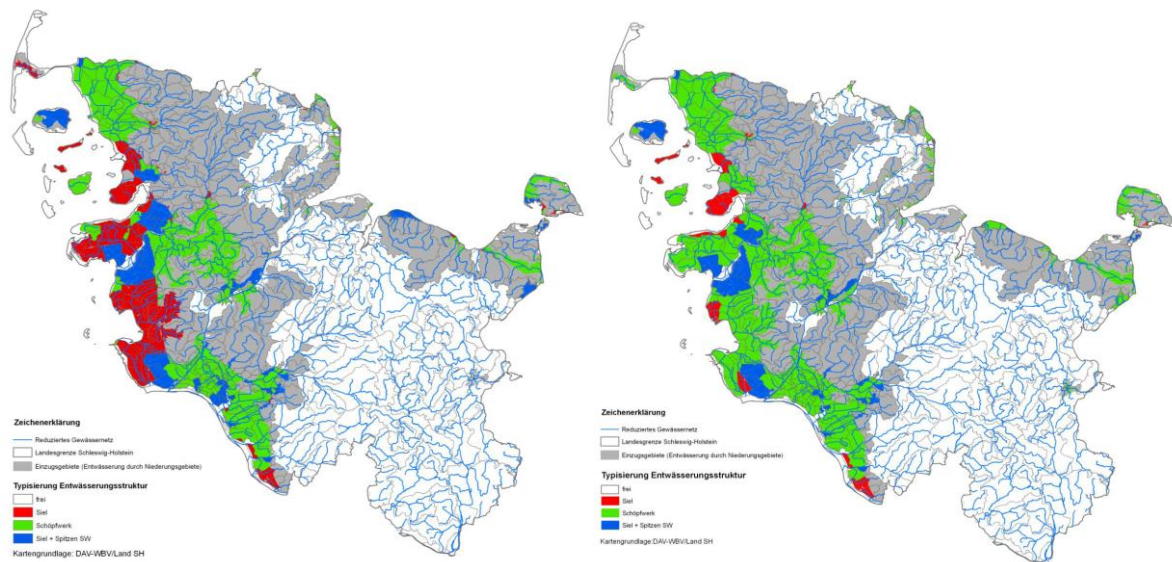 Zeichenerklärung
Reduziertes Gewässernetz
Landesgrenze Schleswig-Holstein
Einzugsgebiete (Entwässerung durch Niederungsgebiete)
Typisierung Entwässerungsstruktur
frei
Siel
Schöpfwerk
Siel + Spitzen SW
Kartengrundlage: DAV-WBV/Land SH
Zeichenerklärung
Reduziertes Gewässernetz
Landesgrenze Schleswig-Holstein
Einzugsgebiete (Entwässerung durch Niederungsgebiete)
Typisierung Entwässerungsstruktur
frei
Siel
Schöpfwerk
Siel + Spitzen SW
Kartengrundlage:DAV-WBV/Land SH